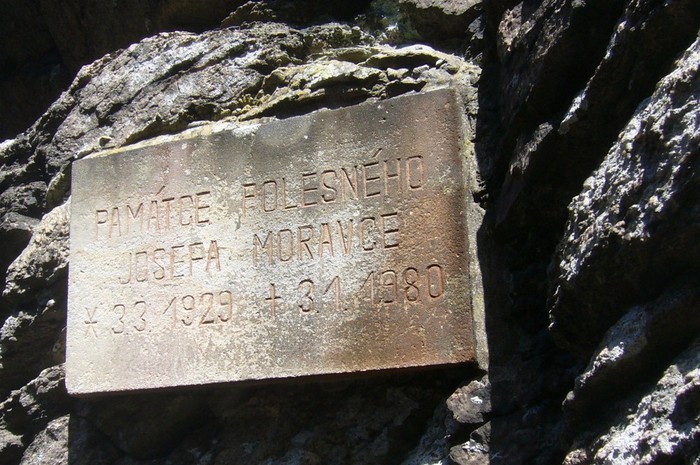 PAMÁTCE POLESNÉHO
JOSEPA MORAVCE
* 3.3.1929 + 3.1.1980